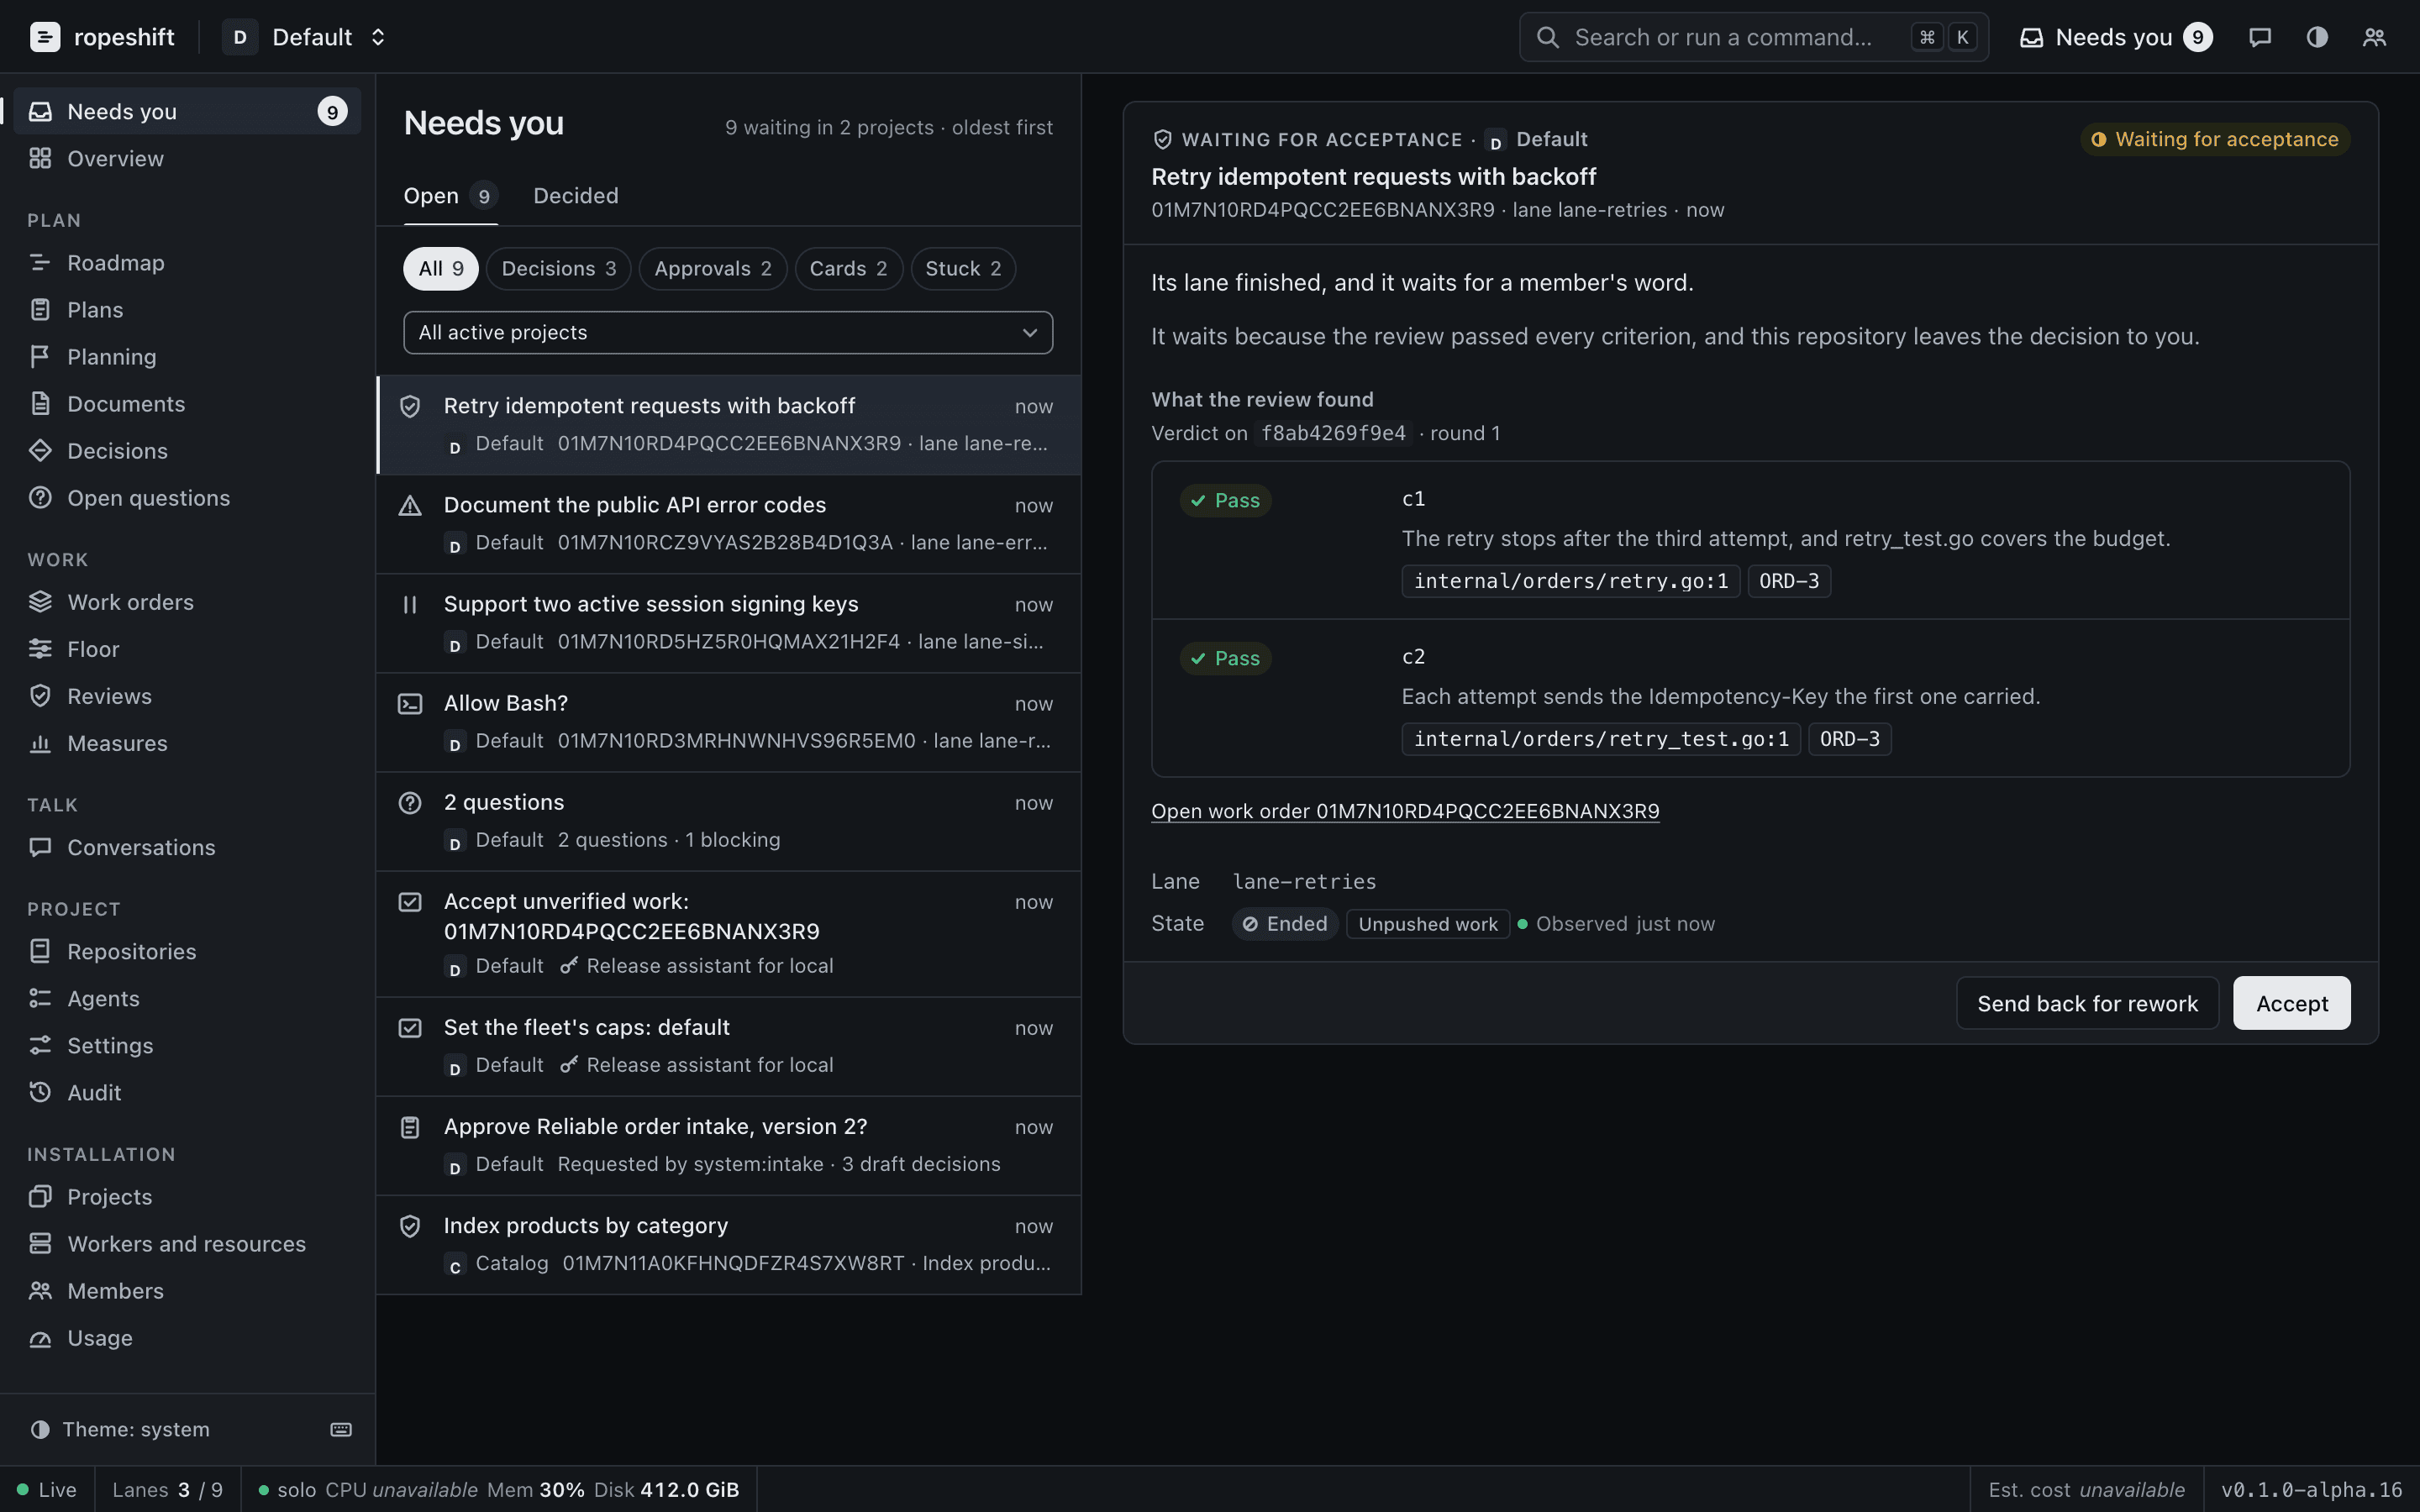 ropeshift
D Default
Search or run a command... ⌘ K
Needs you 9
Needs you 9
Overview
PLAN
Roadmap
Plans
Planning
Documents
Decisions
Open questions
WORK
Work orders
Floor
Reviews
Measures
TALK
Conversations
PROJECT
Repositories
Agents
Settings
Audit
INSTALLATION
Projects
Workers and resources
Members
Usage
Theme: system
Needs you
9 waiting in 2 projects · oldest first
Open 9 Decided
All 9 Decisions 3 Approvals 2 Cards 2 Stuck 2
All active projects
Retry idempotent requests with backoff now
D Default 01M7N10RD4PQCC2EE6BNANX3R9 · lane lane-re...
Document the public API error codes now
D Default 01M7N10RCZ9VYAS2B28B4D1Q3A · lane lane-err...
Support two active session signing keys now
D Default 01M7N10RD5HZ5R0HQMAX21H2F4 · lane lane-si...
Allow Bash? now
D Default 01M7N10RD3MRHNWNHVS96R5EM0 · lane lane-r...
2 questions now
D Default 2 questions · 1 blocking
Accept unverified work: now
01M7N10RD4PQCC2EE6BNANX3R9
D Default Release assistant for local
Set the fleet's caps: default now
D Default Release assistant for local
Approve Reliable order intake, version 2? now
D Default Requested by system:intake · 3 draft decisions
Index products by category now
C Catalog 01M7N11A0KFHNQDFZR4S7XW8RT · Index produ...
WAITING FOR ACCEPTANCE · D Default
Waiting for acceptance
Retry idempotent requests with backoff
01M7N10RD4PQCC2EE6BNANX3R9 · lane lane-retries · now
Its lane finished, and it waits for a member's word.
It waits because the review passed every criterion, and this repository leaves the decision to you.
What the review found
Verdict on f8ab4269f9e4 · round 1
Pass c1
The retry stops after the third attempt, and retry_test.go covers the budget.
internal/orders/retry.go:1 ORD-3
Pass c2
Each attempt sends the Idempotency-Key the first one carried.
internal/orders/retry_test.go:1 ORD-3
Open work order 01M7N10RD4PQCC2EE6BNANX3R9
Lane lane-retries
State Ended Unpushed work Observed just now
Send back for rework Accept
Live Lanes 3 / 9 solo CPU unavailable Mem 30% Disk 412.0 GiB
Est. cost unavailable v0.1.0-alpha.16